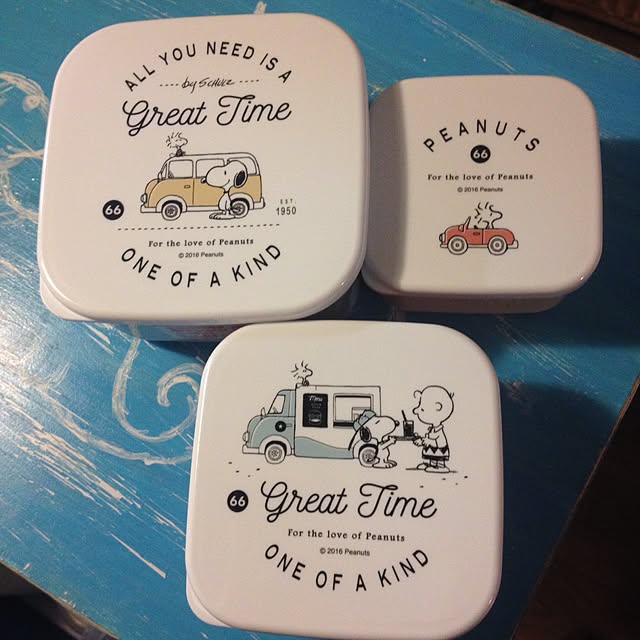 ALL YOU NEED IS A
by SCHULZ
Great Time
66
EST.
1950
For the love of Peanuts
© 2016 Peanuts
ONE OF A KIND
PEANUTS
66
For the love of Peanuts
© 2016 Peanuts
Menu
66
Great Time
For the love of Peanuts
© 2016 Peanuts
ONE OF A KIND